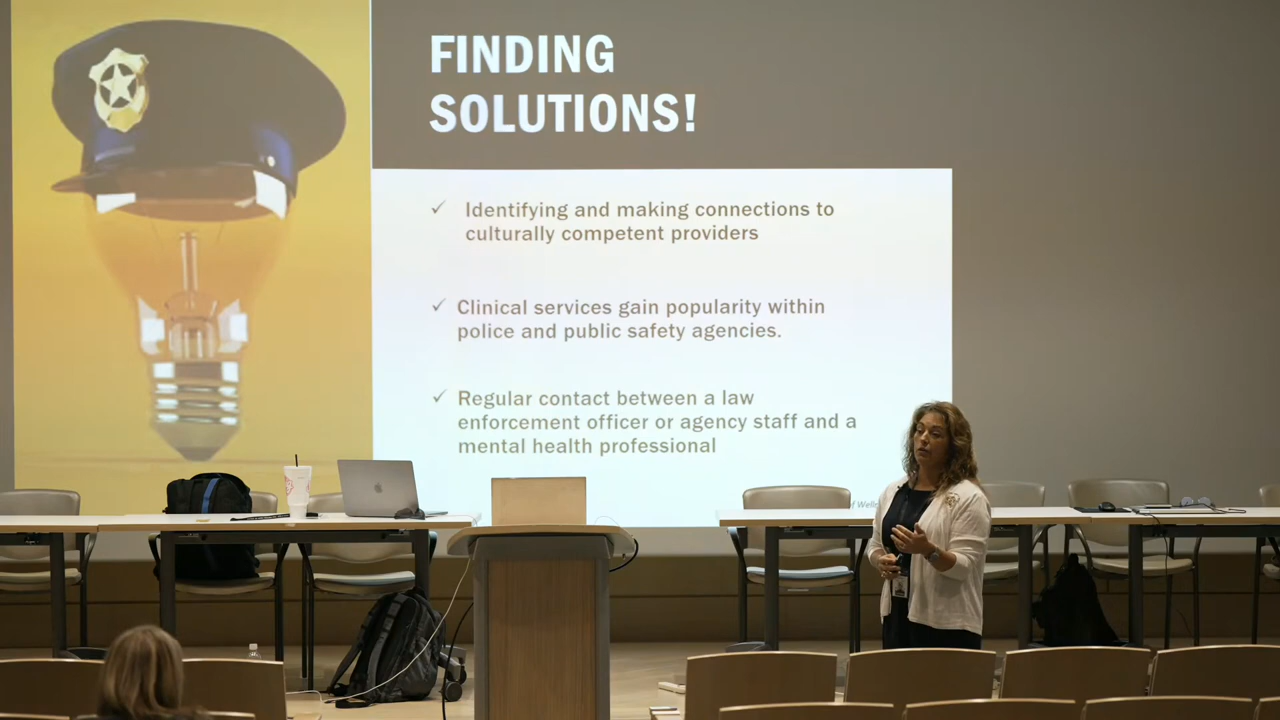 FINDING
SOLUTIONS!
Identifying and making connections to
culturally competent providers
Clinical services gain popularity within
police and public safety agencies.
Regular contact between a law
enforcement officer or agency staff and a
mental health professional